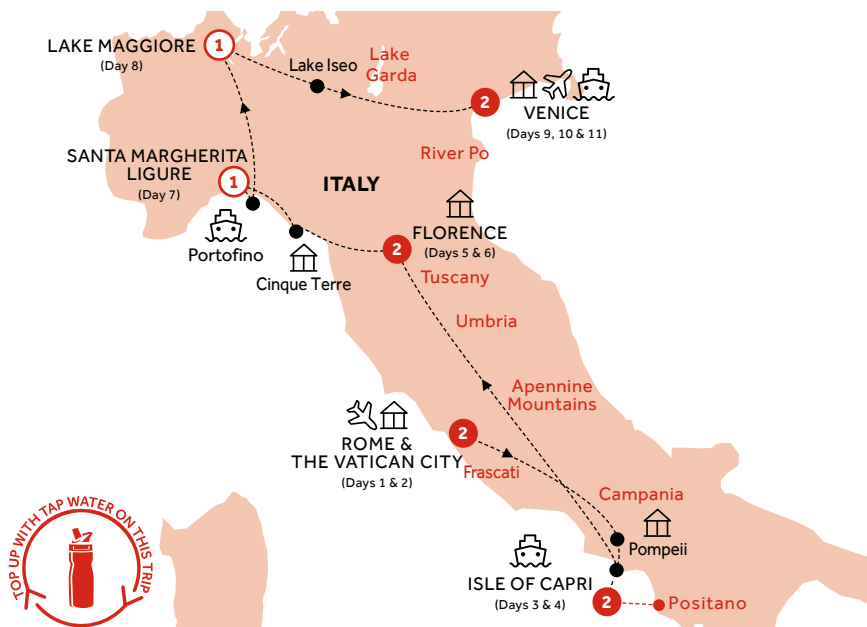 LAKE MAGGIORE
(Day 8)
1
Lake Iseo
Lake
Garda
2
VENICE
(Days 9, 10 & 11)
SANTA MARGHERITA
LIGURE
(Day 7)
1
River Po
ITALY
Portofino
Cinque Terre
2
FLORENCE
(Days 5 & 6)
Tuscany
Umbria
Apennine
Mountains
2
ROME &
THE VATICAN CITY
(Days 1 & 2)
Frascati
Campania
Pompeii
ISLE OF CAPRI
(Days 3 & 4)
2
Positano
TOP UP WITH TAP WATER ON THIS TRIP